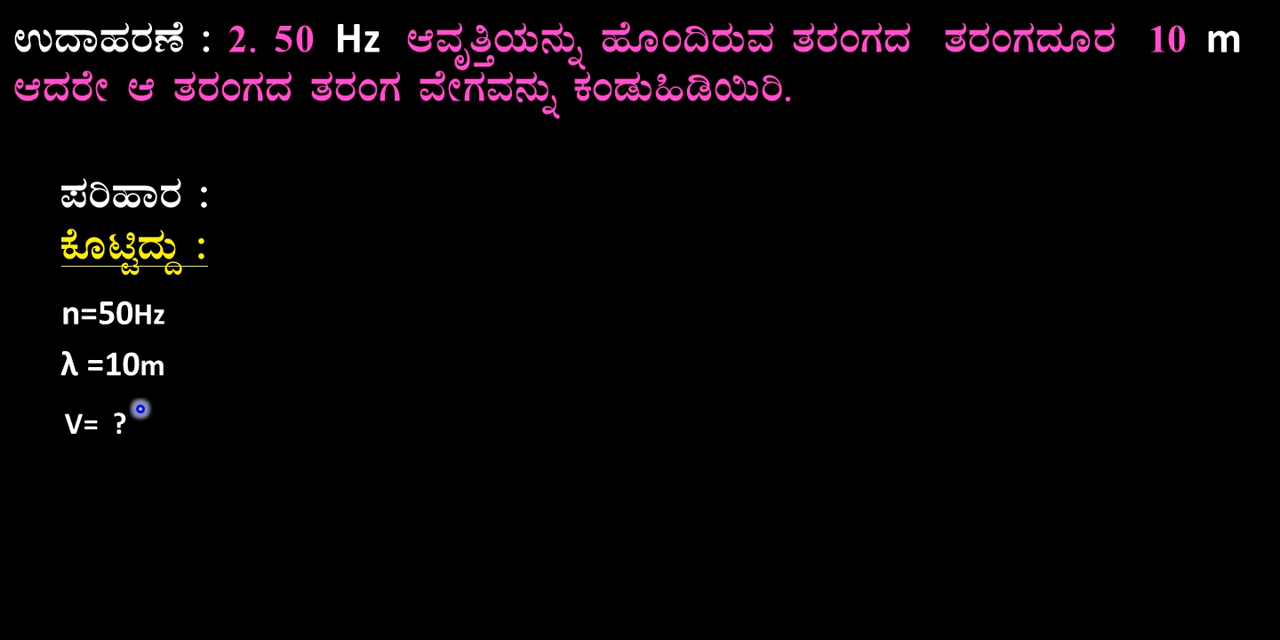 ಉದಾಹರಣೆ : 2. 50 Hz ಆವೃತ್ತಿಯನ್ನು ಹೊಂದಿರುವ ತರಂಗದ ತರಂಗದೂರ 10 m
ಆದರೇ ಆ ತರಂಗದ ತರಂಗ ವೇಗವನ್ನು ಕಂಡುಹಿಡಿಯಿರಿ.
ಪರಿಹಾರ :
ಕೊಟ್ಟಿದ್ದು :
n=50Hz
λ =10m
V= ?